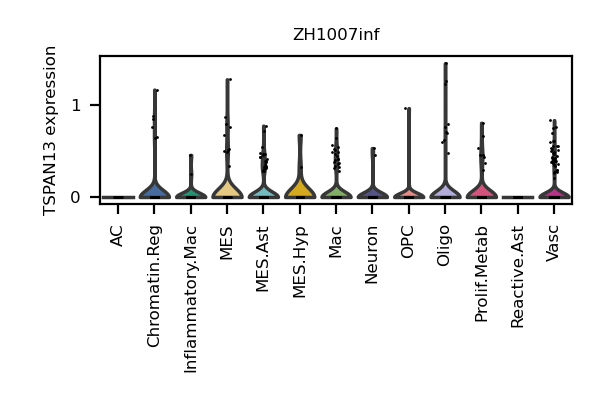 ZH1007inf
TSPAN13 expression
1
0
AC
Chromatin.Reg
Inflammatory.Mac
MES
MES.Ast
MES.Hyp
Mac
Neuron
OPC
Oligo
Prolif.Metab
Reactive.Ast
Vasc